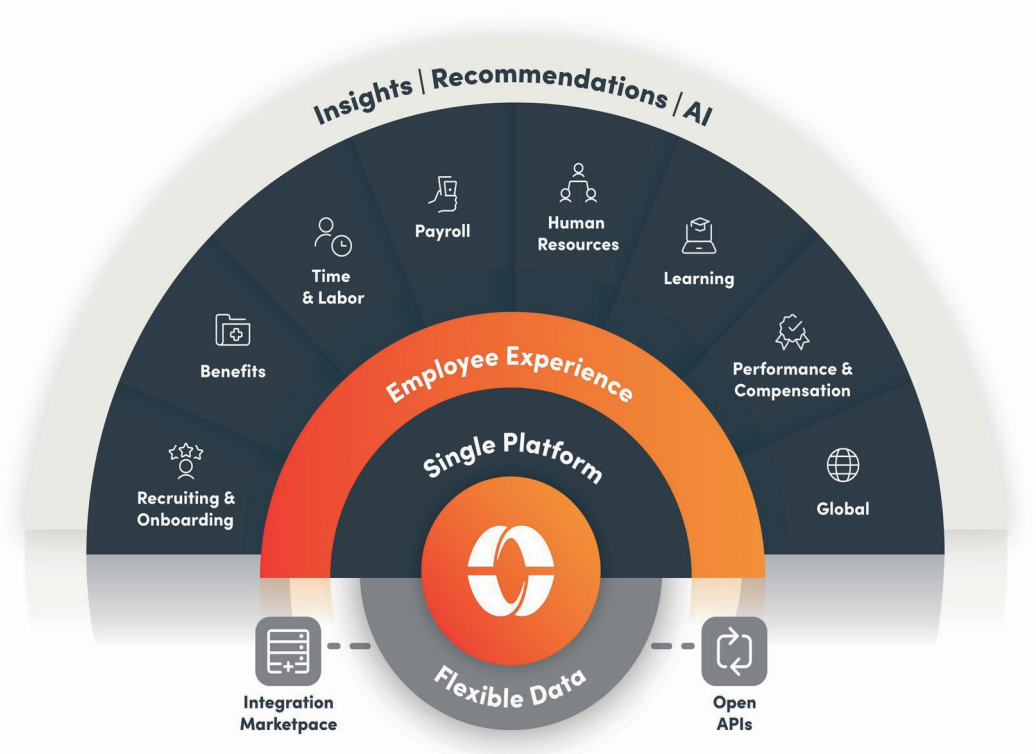 Insights | Recommendations | AI
Payroll
Human
Resources
Time
& Labor
Learning
Benefits
Performance &
Compensation
Recruiting &
Onboarding
Global
Employee Experience
Single Platform
Flexible Data
Integration
Marketpace
Open
APIs